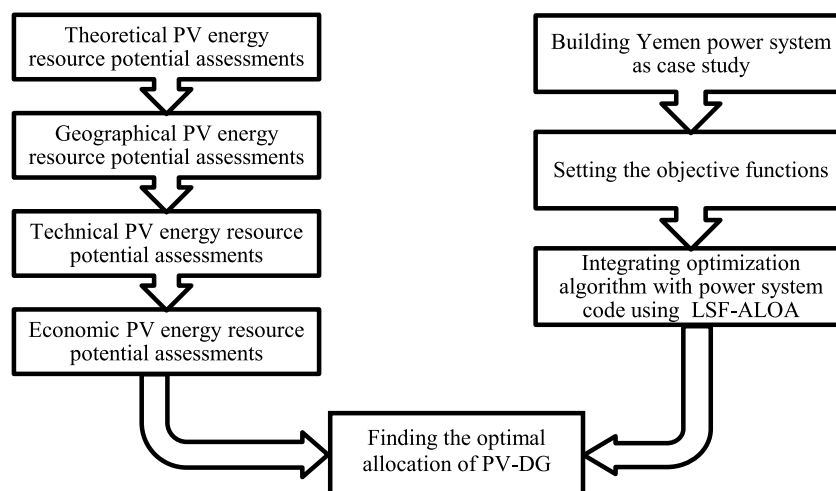 Theoretical PV energy
resource potential assessments
Geographical PV energy
resource potential assessments
Technical PV energy resource
potential assessments
Economic PV energy resource
potential assessments
Building Yemen power system
as case study
Setting the objective functions
Integrating optimization
algorithm with power system
code using LSF-ALOA
Finding the optimal
allocation of PV-DG